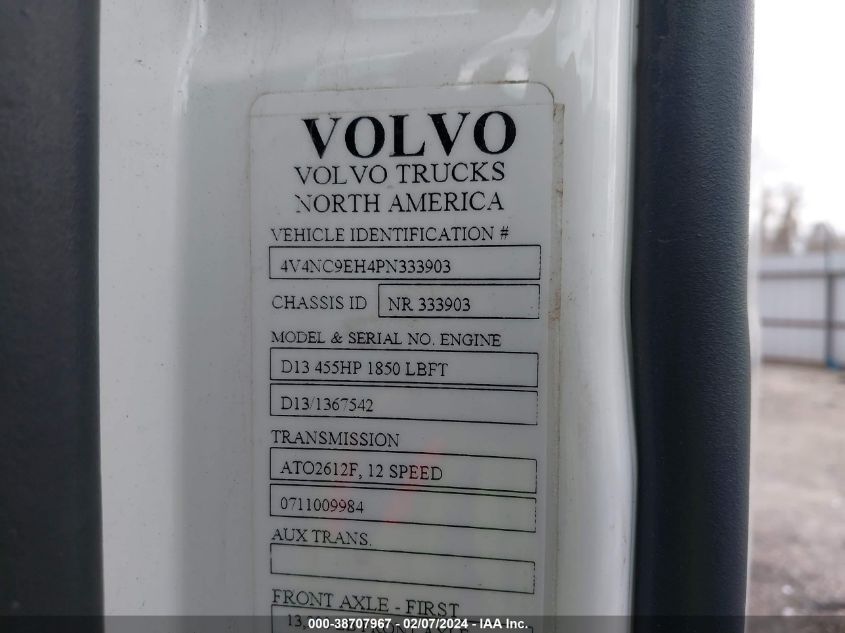 VOLVO
VOLVO TRUCKS
NORTH AMERICA
VEHICLE IDENTIFICATION #
4V4NC9EH4PN333903
CHASSIS ID NR 333903
MODEL & SERIAL NO. ENGINE
D13 455HP 1850 LBFT
D13/1367542
TRANSMISSION
ATO2612F, 12 SPEED
0711009984
AUX TRANS.
FRONT AXLE - FIRST
FRONT AXLE
000-38707967 - 02/07/2024 - IAA Inc.